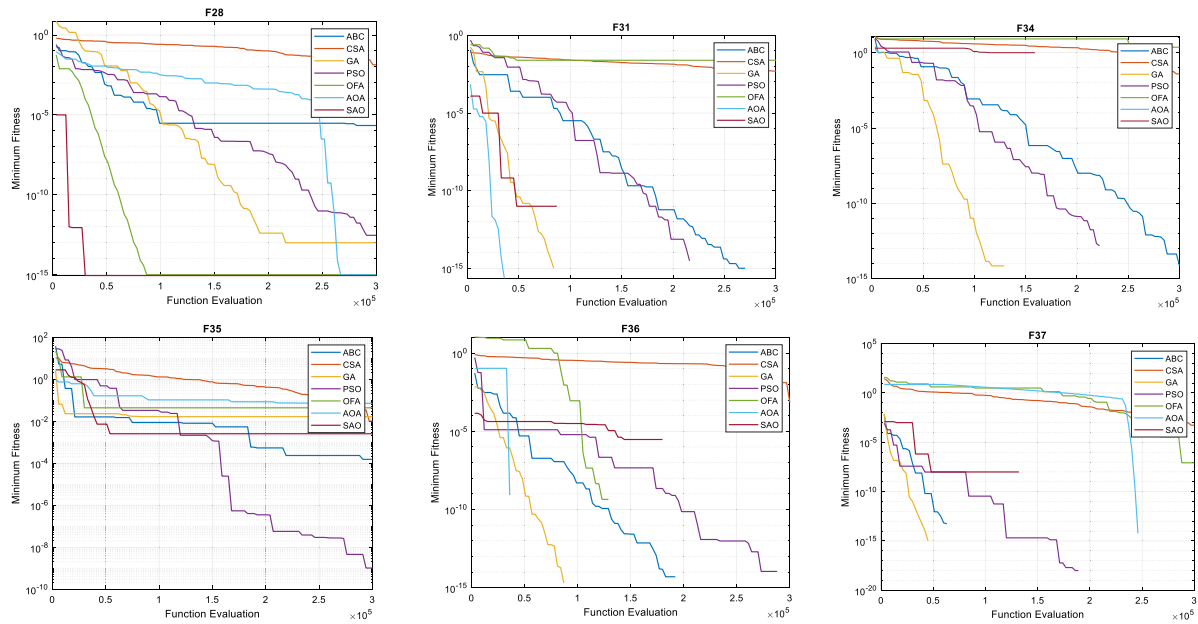 F28
Minimum Fitness
10^0
10^-5
10^-10
10^-15
0 0.5 1 1.5 2 2.5 3
Function Evaluation
×10^5
ABC
CSA
GA
PSO
OFA
AOA
SAO
F31
Minimum Fitness
10^0
10^-5
10^-10
10^-15
0 0.5 1 1.5 2 2.5 3
Function Evaluation
×10^5
ABC
CSA
GA
PSO
OFA
AOA
SAO
F34
Minimum Fitness
10^0
10^-5
10^-10
10^-15
0 0.5 1 1.5 2 2.5 3
Function Evaluation
×10^5
ABC
CSA
GA
PSO
OFA
AOA
SAO
F35
Minimum Fitness
10^2
10^0
10^-2
10^-4
10^-6
10^-8
10^-10
0 0.5 1 1.5 2 2.5 3
Function Evaluation
×10^5
ABC
CSA
GA
PSO
OFA
AOA
SAO
F36
Minimum Fitness
10^0
10^-5
10^-10
10^-15
0 0.5 1 1.5 2 2.5 3
Function Evaluation
×10^5
ABC
CSA
GA
PSO
OFA
AOA
SAO
F37
Minimum Fitness
10^5
10^0
10^-5
10^-10
10^-15
10^-20
0 0.5 1 1.5 2 2.5 3
Function Evaluation
×10^5
ABC
CSA
GA
PSO
OFA
AOA
SAO